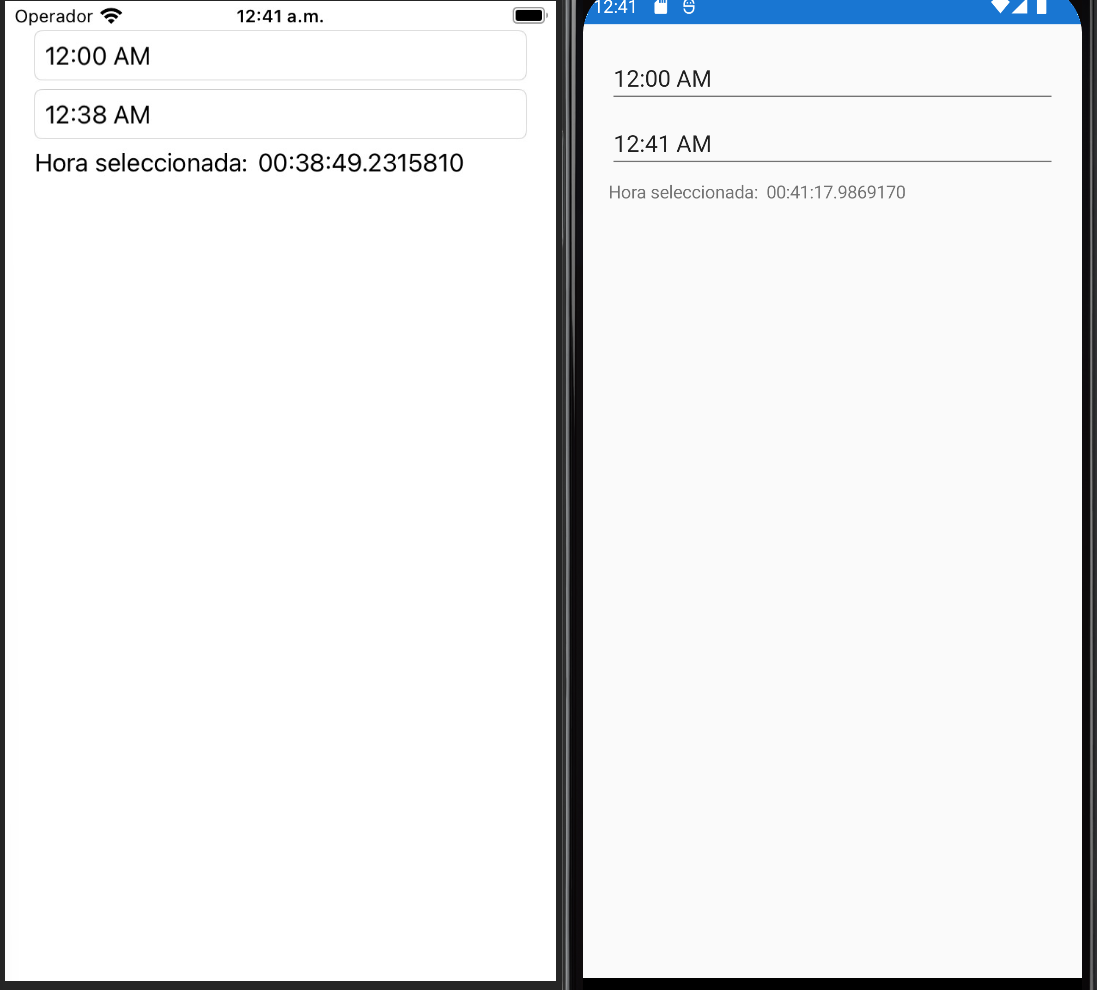 Operador 12:41 a.m.
12:00 AM
12:38 AM
Hora seleccionada: 00:38:49.2315810
12:41
12:00 AM
12:41 AM
Hora seleccionada: 00:41:17.9869170